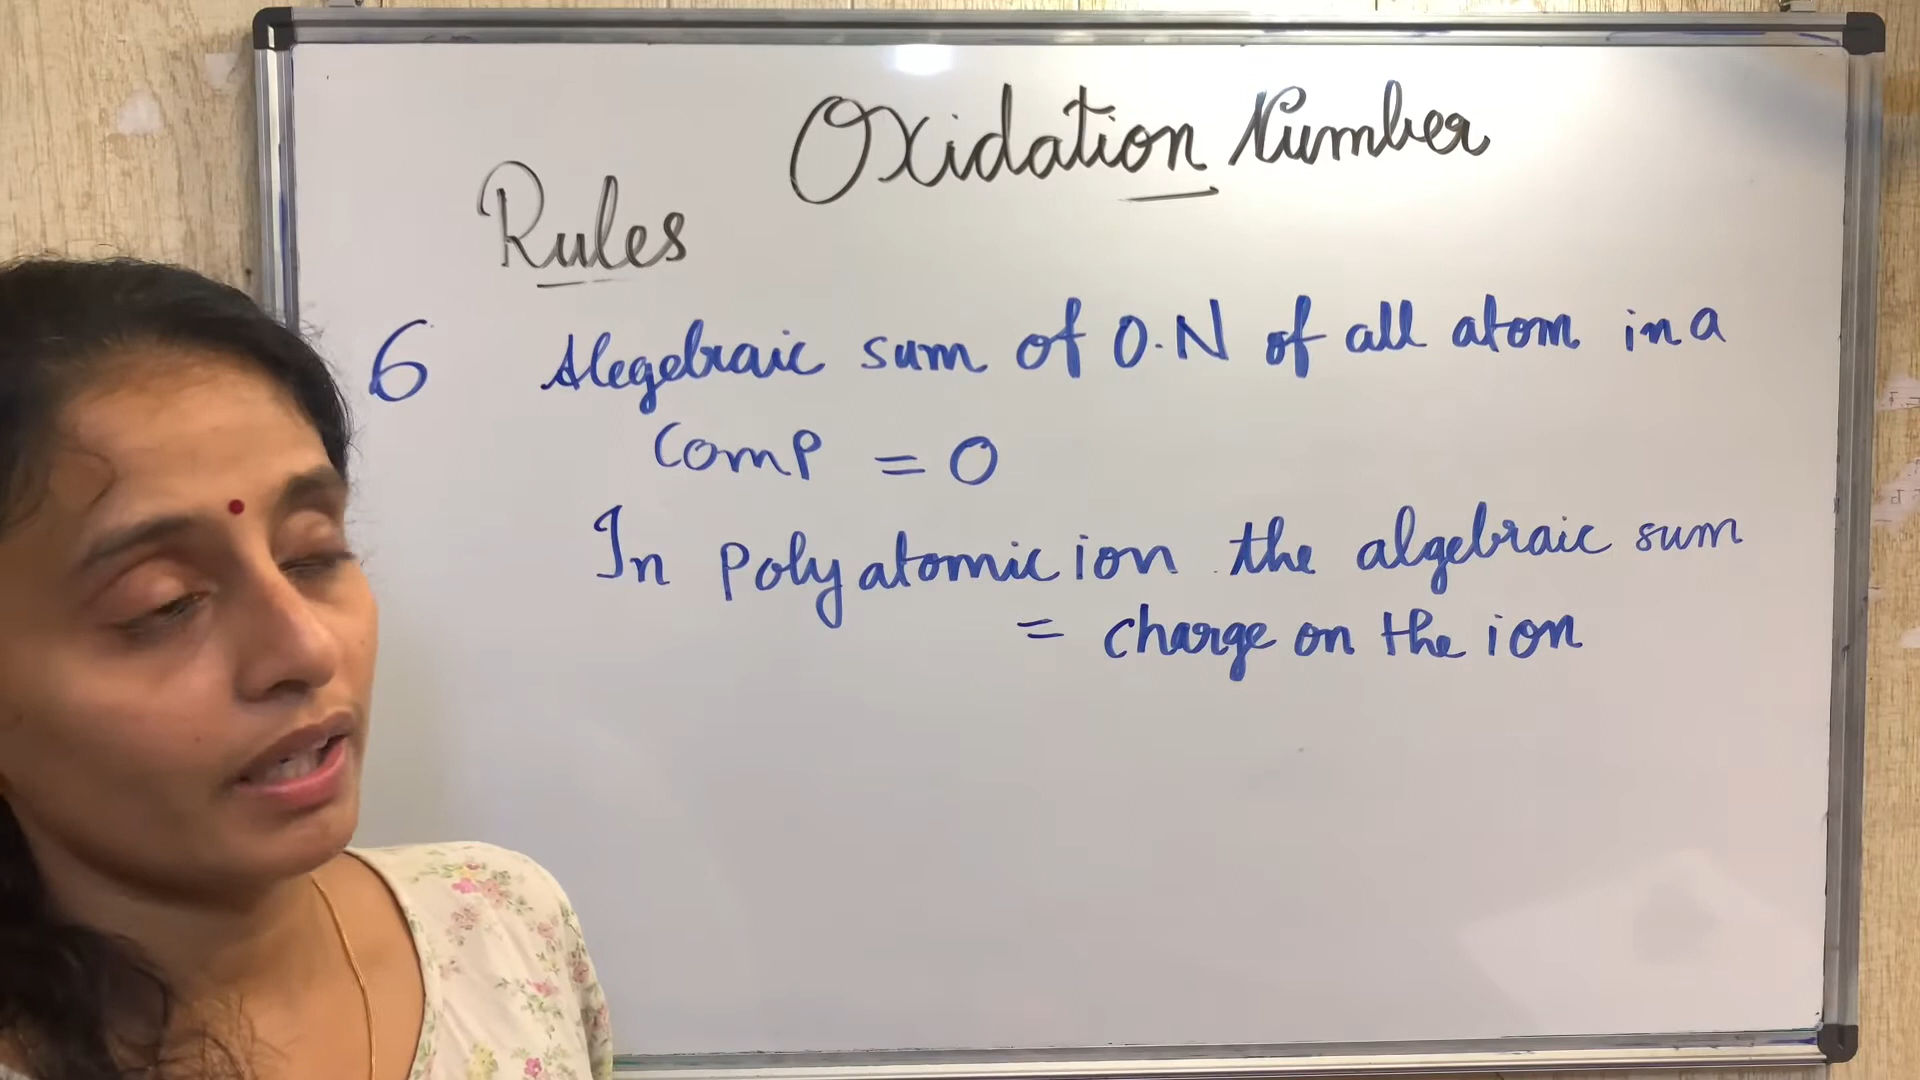 Oxidation Number
Rules
6 Alegebraic sum of O.N of all atom in a
Comp = 0
In polyatomic ion the algebraic sum
= charge on the ion